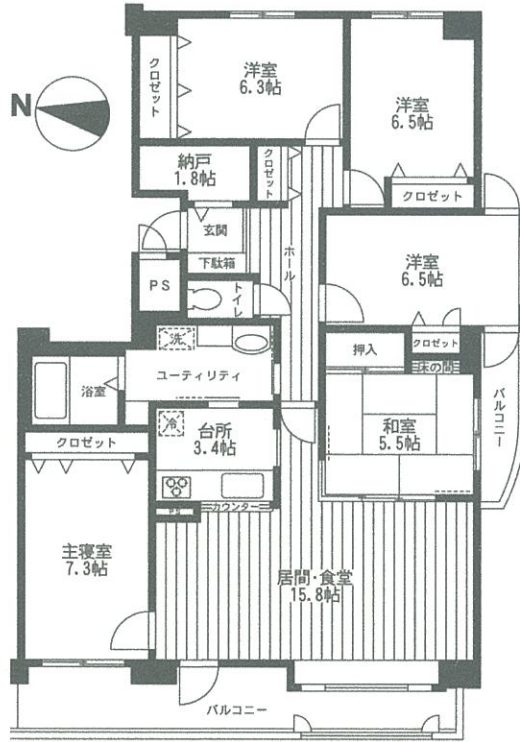 クロゼット
洋室
6.3帖
洋室
6.5帖
N
納戸
1.8帖
クロゼット
クロゼット
玄関
下駄箱
ホール
PS
トイレ
洋室
6.5帖
洗
ユーティリティ
浴室
押入
クロゼット
床の間
クロゼット
冷
台所
3.4帖
和室
5.5帖
バルコニー
カウンター
PS
主寝室
7.3帖
居間・食堂
15.8帖
バルコニー